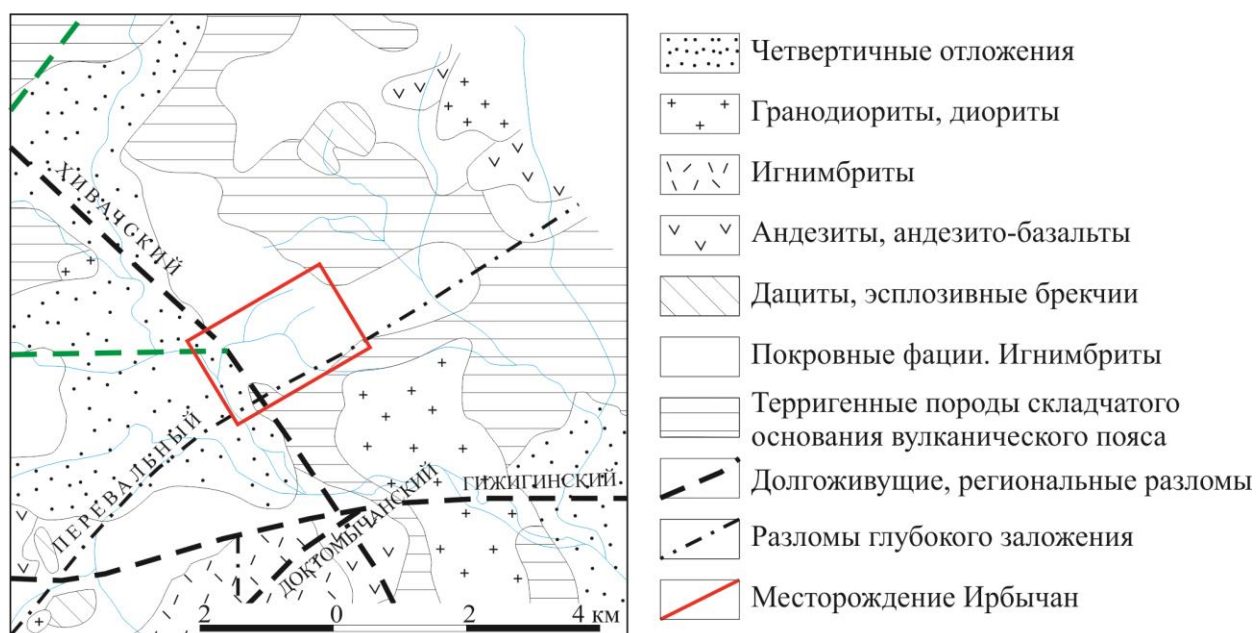 ХИВАЧСКИЙ
ПЕРЕВАЛЬНЫЙ
ДОКТОМЫЧАНСКИЙ
ГИЖИГИНСКИЙ
2 0 2 4 км
Четвертичные отложения
Гранодиориты, диориты
Игнимбриты
Андезиты, андезито-базальты
Дациты, эсплозивные брекчии
Покровные фации. Игнимбриты
Терригенные породы складчатого
основания вулканического пояса
Долгоживущие, региональные разломы
Разломы глубокого заложения
Месторождение Ирбычан